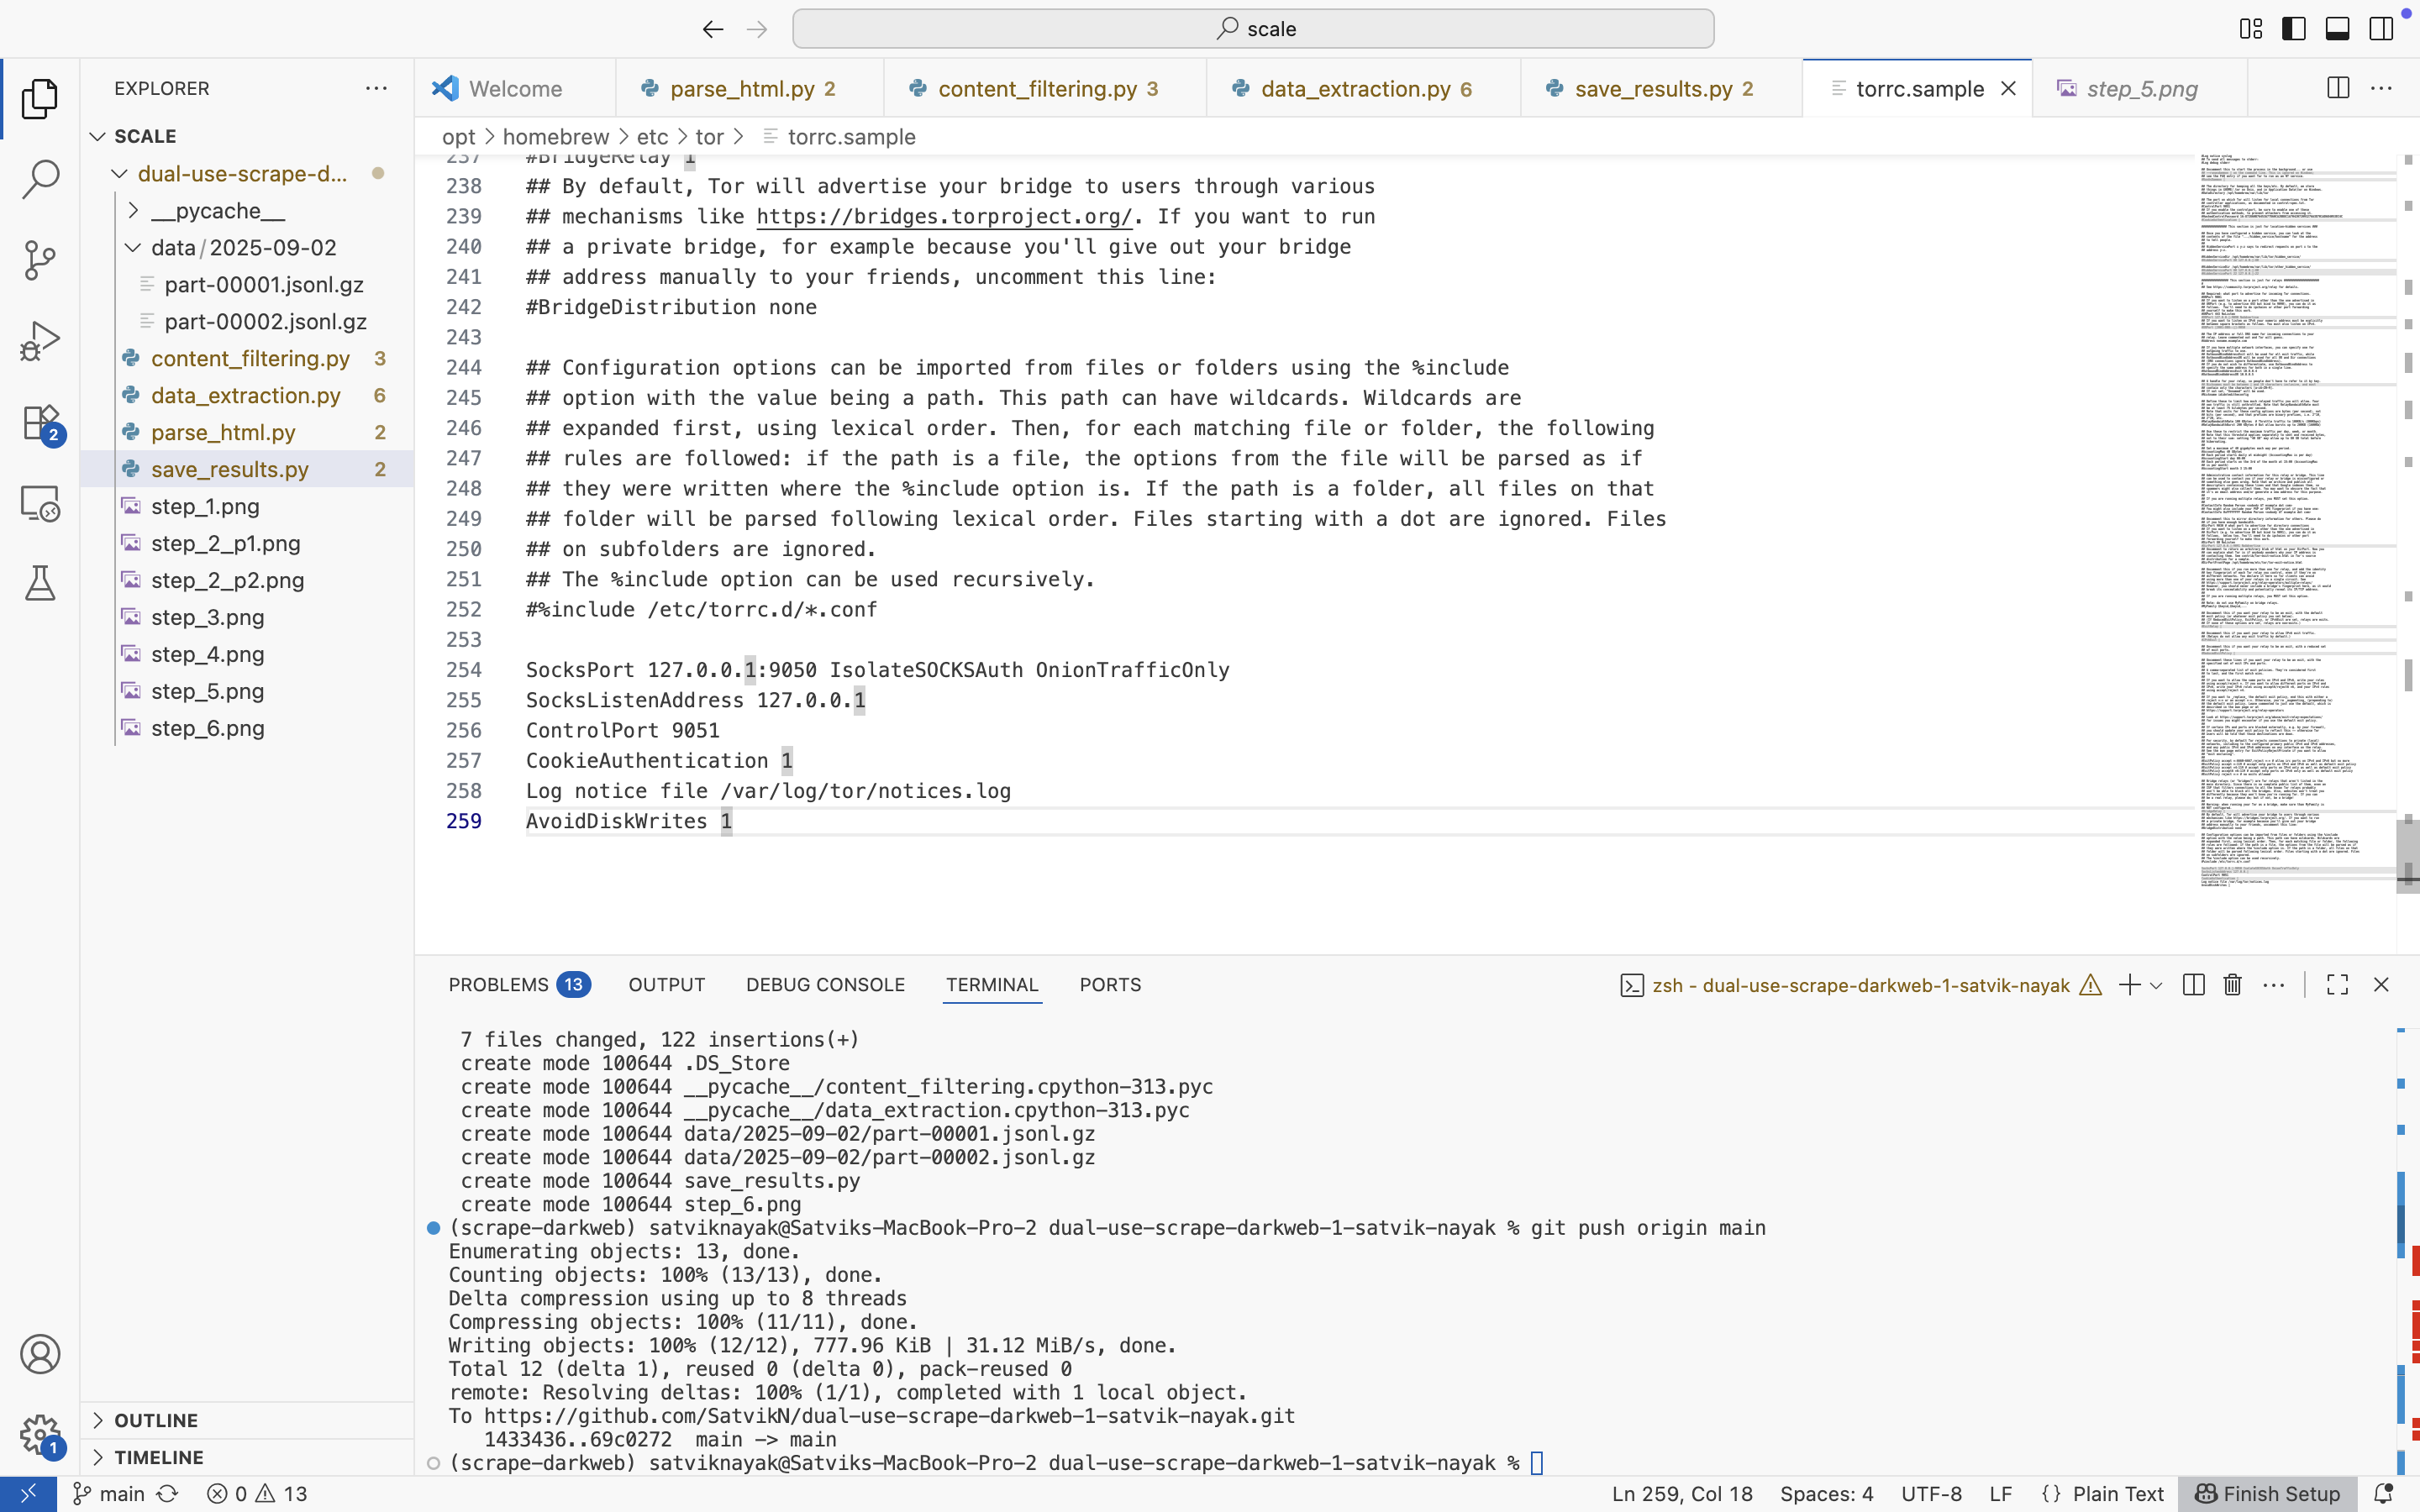 scale
EXPLORER
SCALE
dual-use-scrape-d...
__pycache__
data/2025-09-02
part-00001.jsonl.gz
part-00002.jsonl.gz
content_filtering.py 3
data_extraction.py 6
parse_html.py 2
save_results.py 2
step_1.png
step_2_p1.png
step_2_p2.png
step_3.png
step_4.png
step_5.png
step_6.png
OUTLINE
TIMELINE
2
1
Welcome parse_html.py 2 content_filtering.py 3 data_extraction.py 6 save_results.py 2 torrc.sample step_5.png
opt > homebrew > etc > tor > torrc.sample
237 #BridgeRelay 1
238 ## By default, Tor will advertise your bridge to users through various
239 ## mechanisms like https://bridges.torproject.org/. If you want to run
240 ## a private bridge, for example because you'll give out your bridge
241 ## address manually to your friends, uncomment this line:
242 #BridgeDistribution none
243
244 ## Configuration options can be imported from files or folders using the %include
245 ## option with the value being a path. This path can have wildcards. Wildcards are
246 ## expanded first, using lexical order. Then, for each matching file or folder, the following
247 ## rules are followed: if the path is a file, the options from the file will be parsed as if
248 ## they were written where the %include option is. If the path is a folder, all files on that
249 ## folder will be parsed following lexical order. Files starting with a dot are ignored. Files
250 ## on subfolders are ignored.
251 ## The %include option can be used recursively.
252 #%include /etc/torrc.d/*.conf
253
254 SocksPort 127.0.0.1:9050 IsolateSOCKSAuth OnionTrafficOnly
255 SocksListenAddress 127.0.0.1
256 ControlPort 9051
257 CookieAuthentication 1
258 Log notice file /var/log/tor/notices.log
259 AvoidDiskWrites 1
PROBLEMS 13 OUTPUT DEBUG CONSOLE TERMINAL PORTS
zsh - dual-use-scrape-darkweb-1-satvik-nayak
7 files changed, 122 insertions(+)
create mode 100644 .DS_Store
create mode 100644 __pycache__/content_filtering.cpython-313.pyc
create mode 100644 __pycache__/data_extraction.cpython-313.pyc
create mode 100644 data/2025-09-02/part-00001.jsonl.gz
create mode 100644 data/2025-09-02/part-00002.jsonl.gz
create mode 100644 save_results.py
create mode 100644 step_6.png
(scrape-darkweb) satviknayak@Satviks-MacBook-Pro-2 dual-use-scrape-darkweb-1-satvik-nayak % git push origin main
Enumerating objects: 13, done.
Counting objects: 100% (13/13), done.
Delta compression using up to 8 threads
Compressing objects: 100% (11/11), done.
Writing objects: 100% (12/12), 777.96 KiB | 31.12 MiB/s, done.
Total 12 (delta 1), reused 0 (delta 0), pack-reused 0
remote: Resolving deltas: 100% (1/1), completed with 1 local object.
To https://github.com/SatvikN/dual-use-scrape-darkweb-1-satvik-nayak.git
1433436..69c0272 main -> main
(scrape-darkweb) satviknayak@Satviks-MacBook-Pro-2 dual-use-scrape-darkweb-1-satvik-nayak %
main 0 13 Ln 259, Col 18 Spaces: 4 UTF-8 LF {} Plain Text Finish Setup